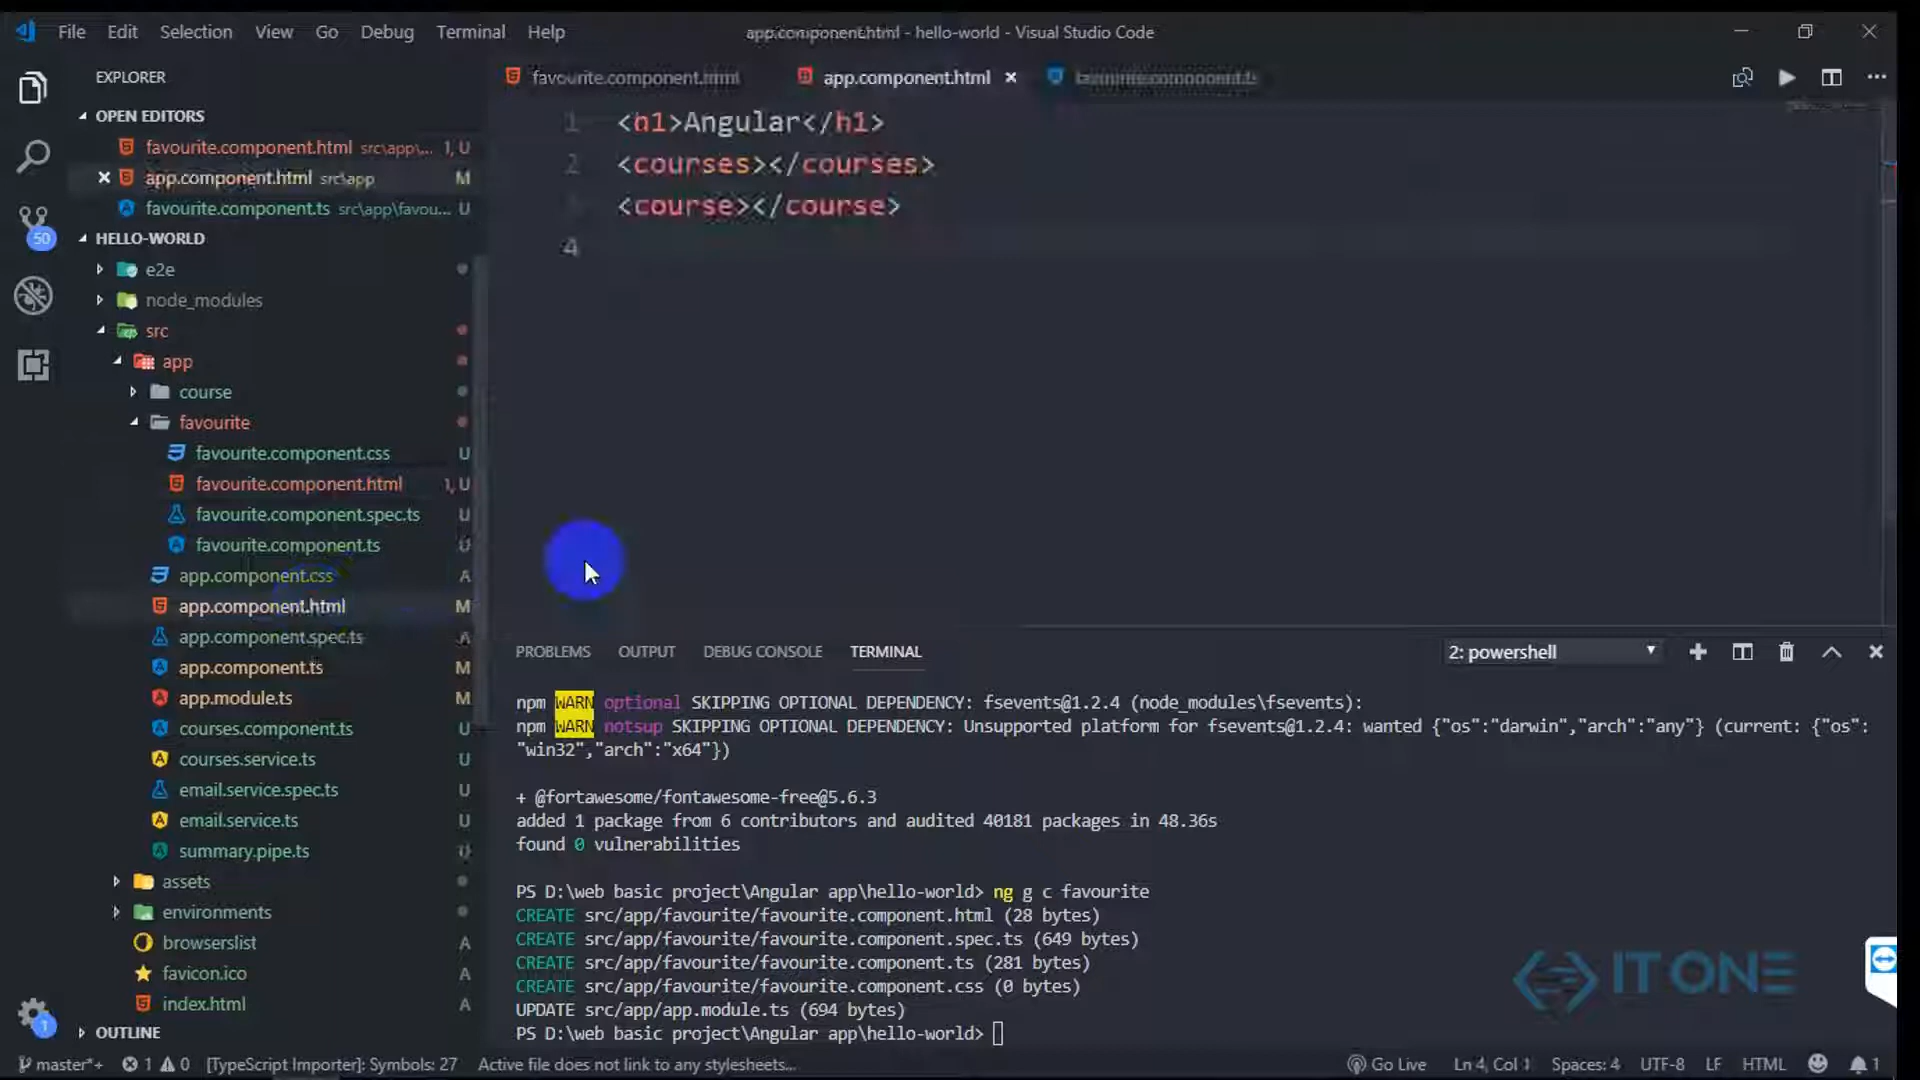 File Edit Selection View Go Debug Terminal Help
app.component.html - hello-world - Visual Studio Code
EXPLORER
favourite.component.html
app.component.html
favourite.component.ts
OPEN EDITORS
favourite.component.html src\app\... 1, U
app.component.html src\app M
favourite.component.ts src\app\favou... U
HELLO-WORLD
e2e
node_modules
src
app
course
favourite
favourite.component.css U
favourite.component.html 1, U
favourite.component.spec.ts U
favourite.component.ts U
app.component.css A
app.component.html M
app.component.spec.ts A
app.component.ts M
app.module.ts M
courses.component.ts U
courses.service.ts U
email.service.spec.ts U
email.service.ts U
summary.pipe.ts U
assets
environments
browserslist A
favicon.ico A
index.html A
OUTLINE
50
1
1 <h1>Angular</h1>
2 <courses></courses>
3 <course></course>
4
PROBLEMS OUTPUT DEBUG CONSOLE TERMINAL
2: powershell
npm WARN optional SKIPPING OPTIONAL DEPENDENCY: fsevents@1.2.4 (node_modules\fsevents):
npm WARN notsup SKIPPING OPTIONAL DEPENDENCY: Unsupported platform for fsevents@1.2.4: wanted {"os":"darwin","arch":"any"} (current: {"os":
"win32","arch":"x64"})
+ @fortawesome/fontawesome-free@5.6.3
added 1 package from 6 contributors and audited 40181 packages in 48.36s
found 0 vulnerabilities
PS D:\web basic project\Angular app\hello-world> ng g c favourite
CREATE src/app/favourite/favourite.component.html (28 bytes)
CREATE src/app/favourite/favourite.component.spec.ts (649 bytes)
CREATE src/app/favourite/favourite.component.ts (281 bytes)
CREATE src/app/favourite/favourite.component.css (0 bytes)
UPDATE src/app/app.module.ts (694 bytes)
PS D:\web basic project\Angular app\hello-world>
IT ONE
master*+ 1 0 [TypeScript Importer]: Symbols: 27 Active file does not link to any stylesheets... Go Live Ln 4, Col 1 Spaces: 4 UTF-8 LF HTML 1